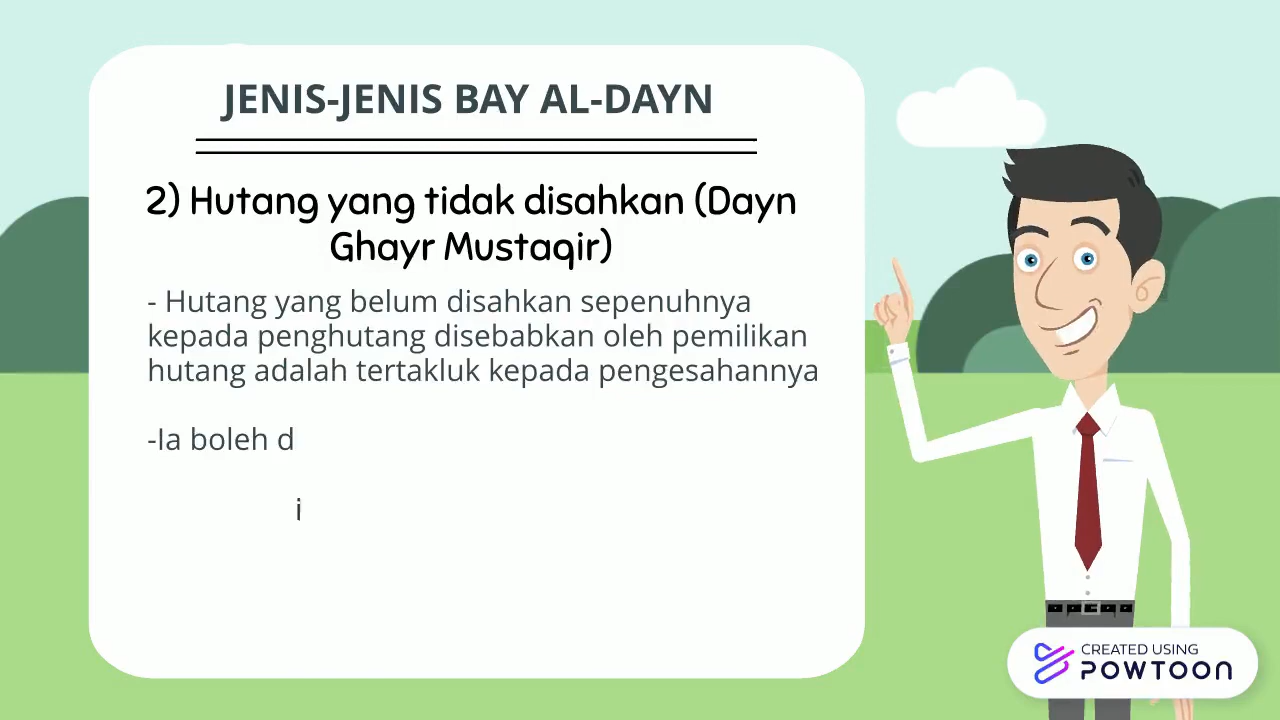 JENIS-JENIS BAY AL-DAYN
2) Hutang yang tidak disahkan (Dayn
Ghayr Mustaqir)
- Hutang yang belum disahkan sepenuhnya
kepada penghutang disebabkan oleh pemilikan
hutang adalah tertakluk kepada pengesahannya
-Ia boleh d
i
CREATED USING
POWTOON